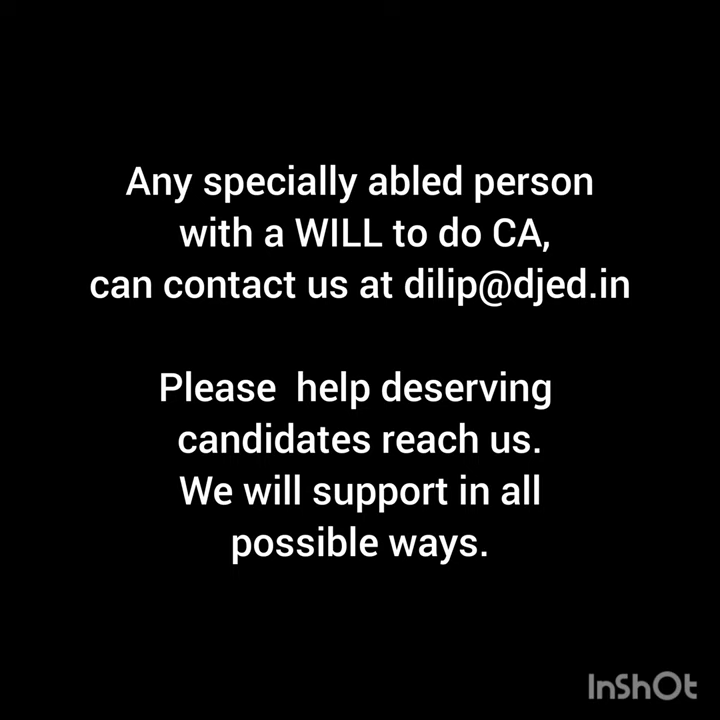 Any specially abled person
with a WILL to do CA,
can contact us at dilip@djed.in
Please  help deserving
candidates reach us.
We will support in all
possible ways.
InShOt